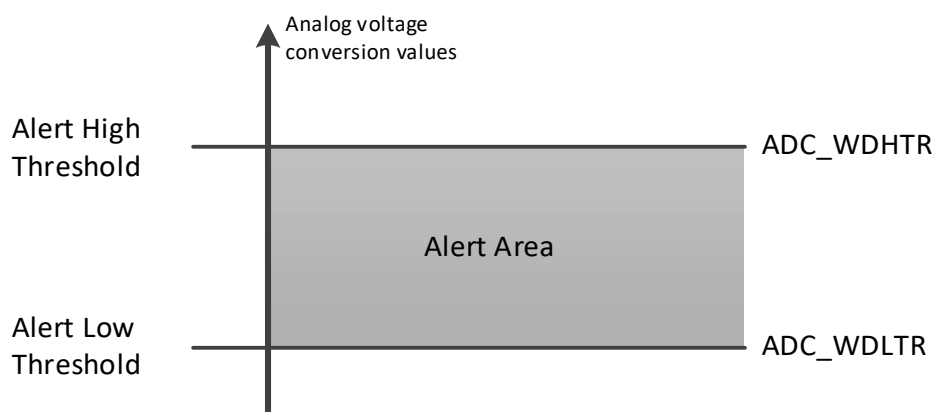 Analog voltage
conversion values
Alert High
Threshold
ADC_WDHTR
Alert Area
Alert Low
Threshold
ADC_WDLTR